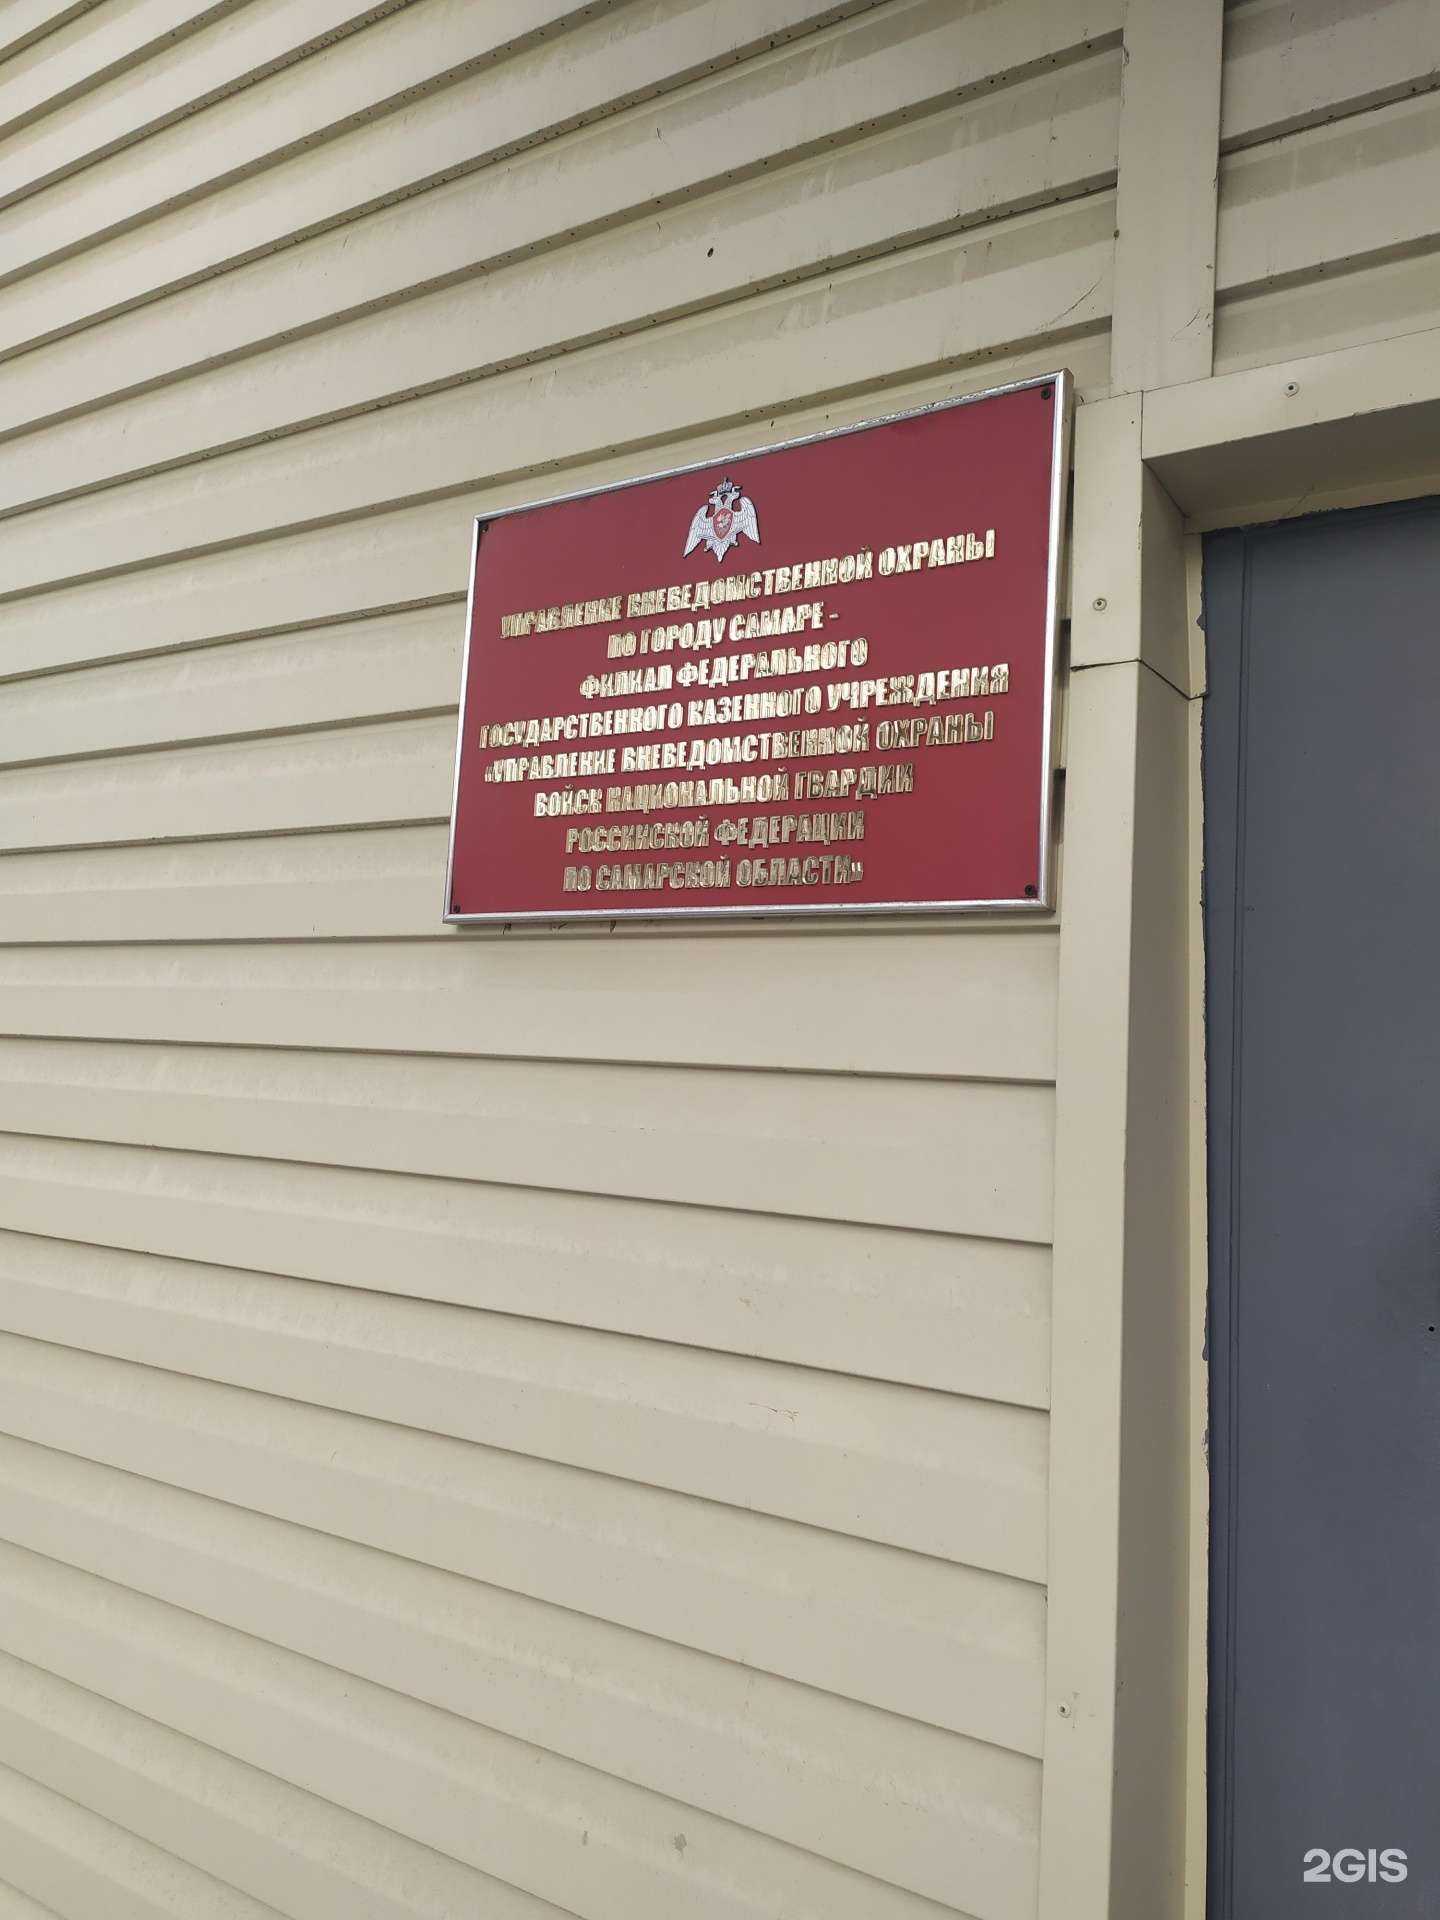 УПРАВЛЕНИЕ ВНЕВЕДОМСТВЕННОЙ ОХРАНЫ
ПО ГОРОДУ САМАРЕ -
ФИЛИАЛ ФЕДЕРАЛЬНОГО
ГОСУДАРСТВЕННОГО КАЗЕННОГО УЧРЕЖДЕНИЯ
«УПРАВЛЕНИЕ ВНЕВЕДОМСТВЕННОЙ ОХРАНЫ
ВОЙСК НАЦИОНАЛЬНОЙ ГВАРДИИ
РОССИЙСКОЙ ФЕДЕРАЦИИ
ПО САМАРСКОЙ ОБЛАСТИ»
2GIS